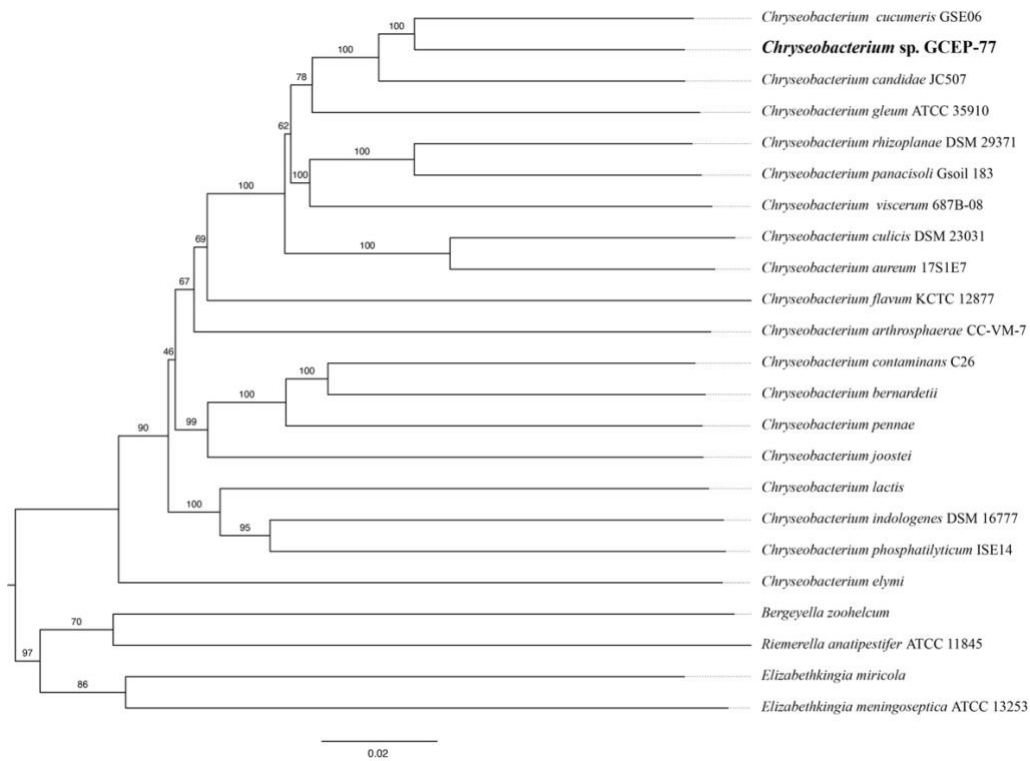 100
Chryseobacterium cucumeris GSE06
Chryseobacterium sp. GCEP-77
100
Chryseobacterium candidae JC507
78
Chryseobacterium gleum ATCC 35910
62
100
Chryseobacterium rhizoplanae DSM 29371
100
Chryseobacterium panacisoli Gsoil 183
100
Chryseobacterium viscerum 687B-08
69
100
Chryseobacterium culicis DSM 23031
Chryseobacterium aureum 17S1E7
67
Chryseobacterium flavum KCTC 12877
Chryseobacterium arthrosphaerae CC-VM-7
46
100
Chryseobacterium contaminans C26
100
Chryseobacterium bernardetii
99
Chryseobacterium pennae
90
Chryseobacterium joostei
100
Chryseobacterium lactis
95
Chryseobacterium indologenes DSM 16777
Chryseobacterium phosphatilyticum ISE14
Chryseobacterium elymi
70
Bergeyella zoohelcum
97
Riemerella anatipestifer ATCC 11845
86
Elizabethkingia miricola
Elizabethkingia meningoseptica ATCC 13253
0.02